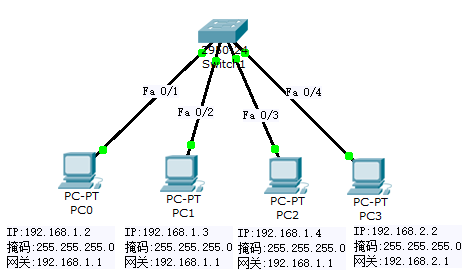 2950-24
Switch1
Fa 0/1
Fa 0/2
Fa 0/3
Fa 0/4
PC-PT
PC0
PC-PT
PC1
PC-PT
PC2
PC-PT
PC3
IP:192.168.1.2
掩码:255.255.255.0
网关:192.168.1.1
IP:192.168.1.3
掩码:255.255.255.0
网关:192.168.1.1
IP:192.168.1.4
掩码:255.255.255.0
网关:192.168.1.1
IP:192.168.2.2
掩码:255.255.255.0
网关:192.168.2.1